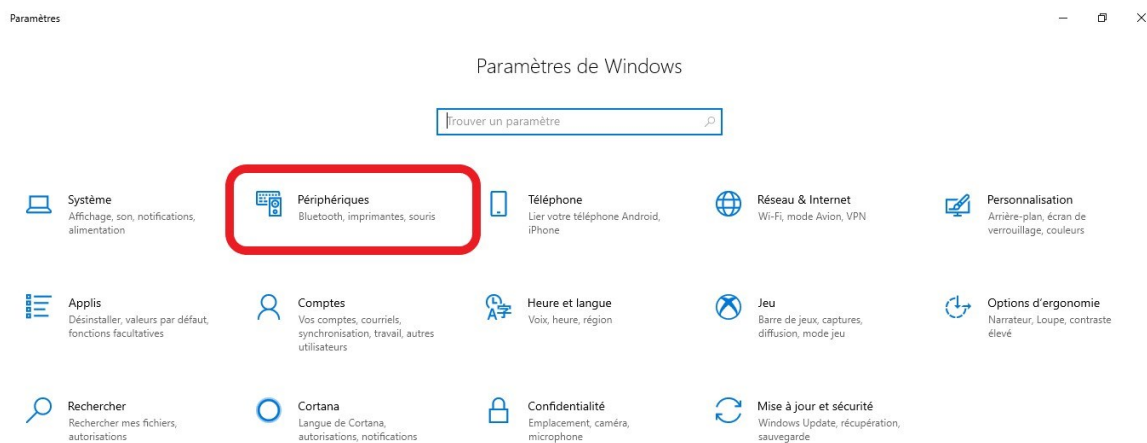 Paramètres
Paramètres de Windows
Trouver un paramètre
Système
Affichage, son, notifications,
alimentation
Périphériques
Bluetooth, imprimantes, souris
Téléphone
Lier votre téléphone Android,
iPhone
Réseau & Internet
Wi-Fi, mode Avion, VPN
Personnalisation
Arrière-plan, écran de
verrouillage, couleurs
Applis
Désinstaller, valeurs par défaut,
fonctions facultatives
Comptes
Vos comptes, courriels,
synchronisation, travail, autres
utilisateurs
Heure et langue
Voix, heure, région
Jeu
Barre de jeux, captures,
diffusion, mode jeu
Options d’ergonomie
Narrateur, Loupe, contraste
élevé
Rechercher
Rechercher mes fichiers,
autorisations
Cortana
Langue de Cortana,
autorisations, notifications
Confidentialité
Emplacement, caméra,
microphone
Mise à jour et sécurité
Windows Update, récupération,
sauvegarde